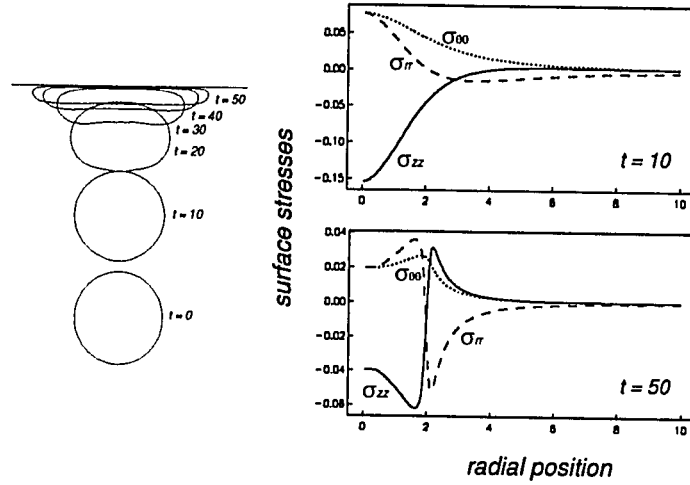 t = 50
t = 40
t = 30
t = 20
t = 10
t = 0
surface stresses
0.05
0.00
−0.05
−0.10
−0.15
σθθ
σrr
σzz
t = 10
0 2 4 6 8 10
0.04
0.02
0.00
−0.02
−0.04
−0.06
σθθ
σrr
σzz
t = 50
0 2 4 6 8 10
radial position